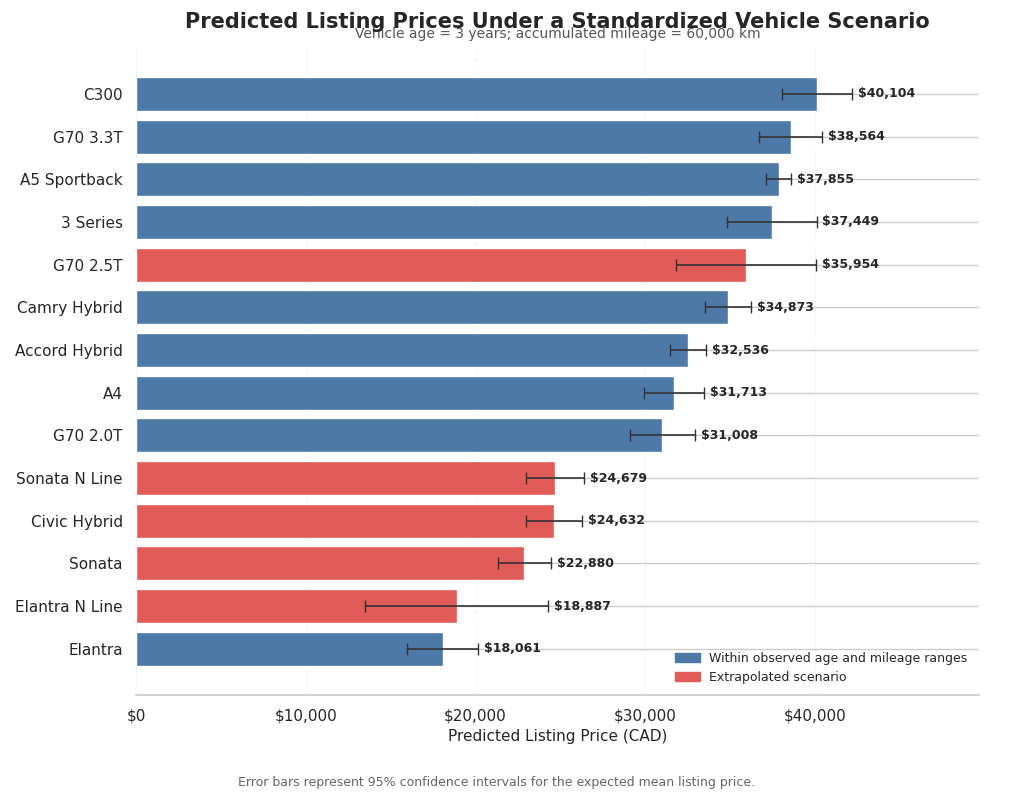 Predicted Listing Prices Under a Standardized Vehicle Scenario
Vehicle age = 3 years; accumulated mileage = 60,000 km
C300 $40,104
G70 3.3T $38,564
A5 Sportback $37,855
3 Series $37,449
G70 2.5T $35,954
Camry Hybrid $34,873
Accord Hybrid $32,536
A4 $31,713
G70 2.0T $31,008
Sonata N Line $24,679
Civic Hybrid $24,632
Sonata $22,880
Elantra N Line $18,887
Elantra $18,061
Within observed age and mileage ranges
Extrapolated scenario
$0 $10,000 $20,000 $30,000 $40,000
Predicted Listing Price (CAD)
Error bars represent 95% confidence intervals for the expected mean listing price.